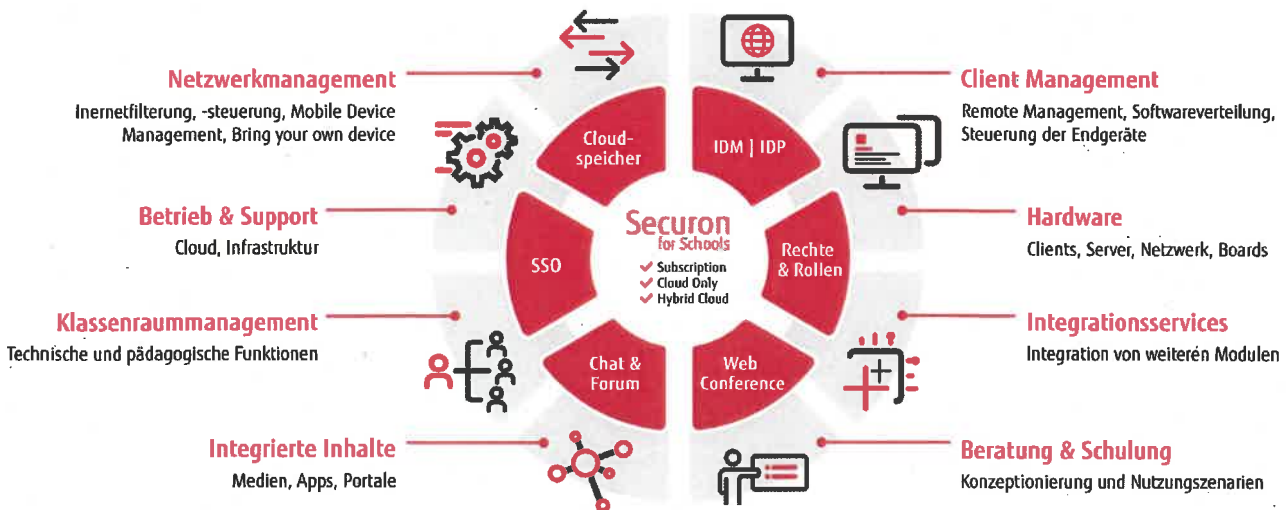 Netzwerkmanagement
Inernetfilterung, -steuerung, Mobile Device
Management, Bring your own device
Betrieb & Support
Cloud, Infrastruktur
Klassenraummanagement
Technische und pädagogische Funktionen
Integrierte Inhalte
Medien, Apps, Portale
Cloud-
speicher
IDM | IDP
SSO
Securon
for Schools
Subscription
Cloud Only
Hybrid Cloud
Rechte
& Rollen
Chat &
Forum
Web
Conference
Client Management
Remote Management, Softwareverteilung,
Steuerung der Endgeräte
Hardware
Clients, Server, Netzwerk, Boards
Integrationsservices
Integration von weiteren Modulen
Beratung & Schulung
Konzeptionierung und Nutzungszenarien